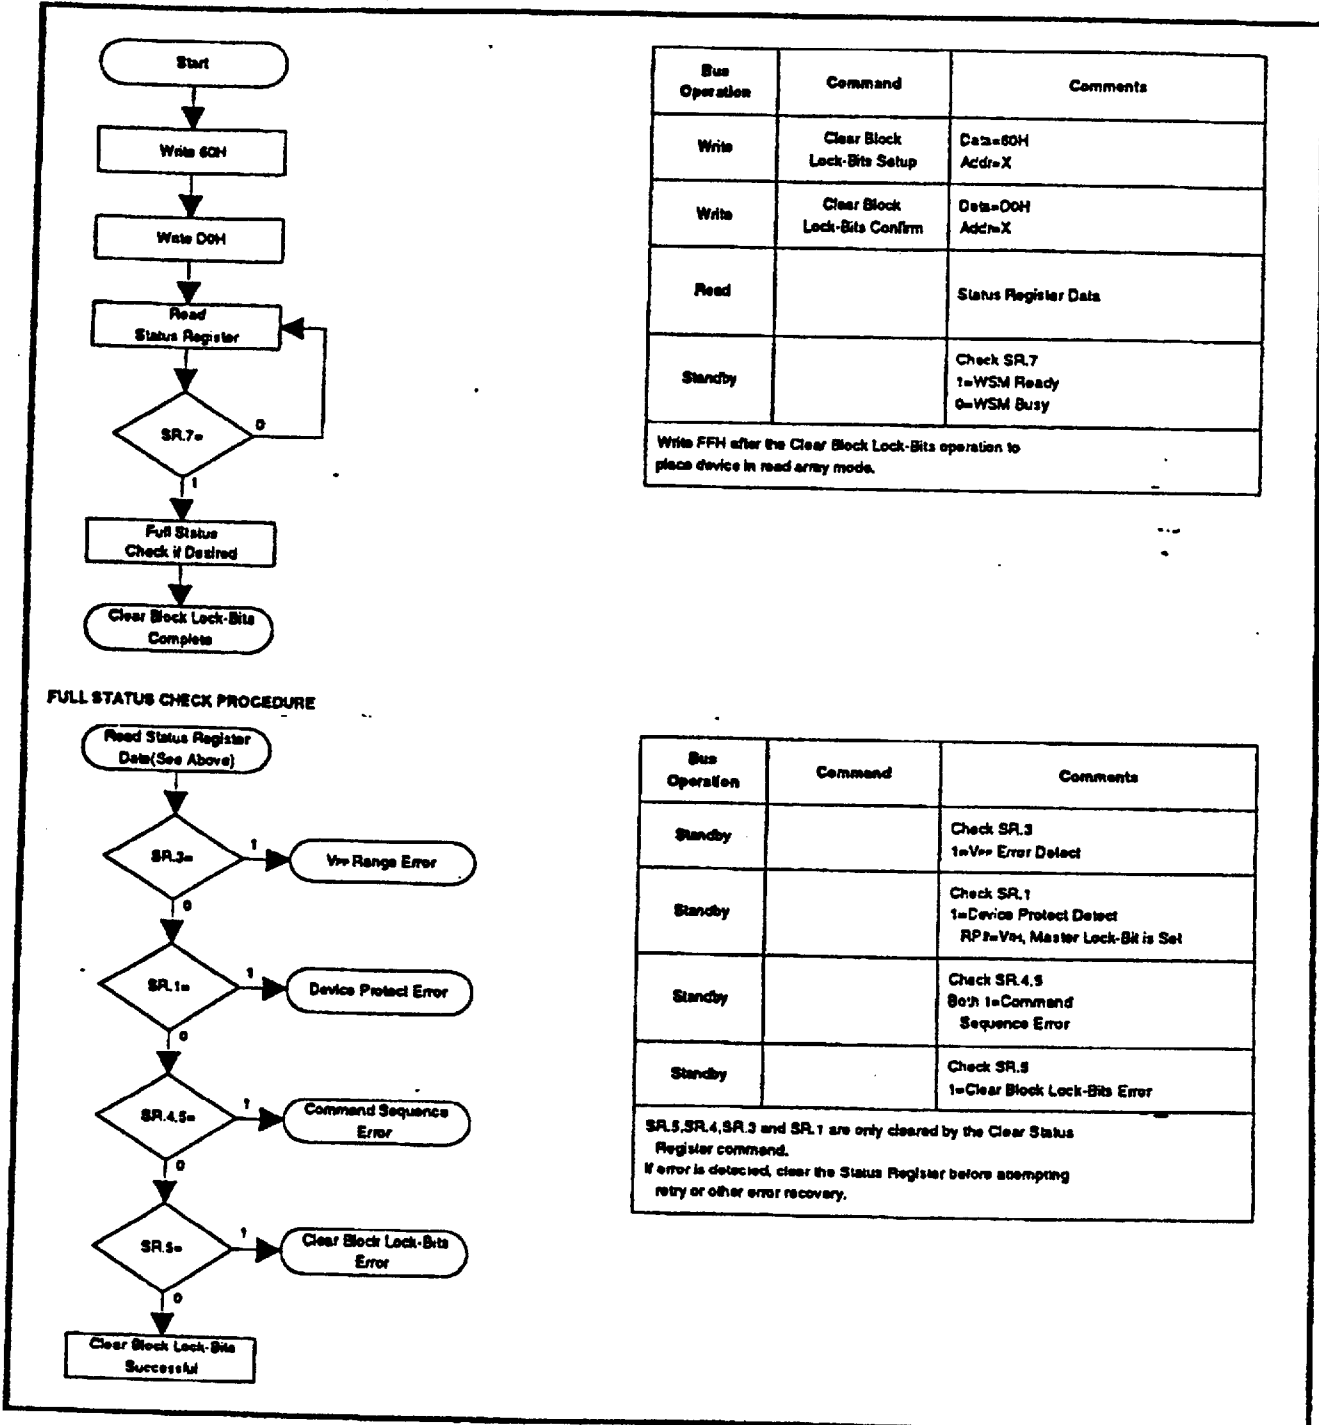 Start
Write 60H
Write D0H
Read
Status Register
SR.7=
0
1
Full Status
Check if Desired
Clear Block Lock-Bits
Complete
Bus
Operation
Command
Comments
Write
Clear Block
Lock-Bits Setup
Data=60H
Addr=X
Write
Clear Block
Lock-Bits Confirm
Data=D0H
Addr=X
Read
Status Register Data
Standby
Check SR.7
1=WSM Ready
0=WSM Busy
Write FFH after the Clear Block Lock-Bits operation to
place device in read array mode.
FULL STATUS CHECK PROCEDURE
Read Status Register
Data(See Above)
SR.3=
1
VPP Range Error
0
SR.1=
1
Device Protect Error
0
SR.4,5=
1
Command Sequence
Error
0
SR.5=
1
Clear Block Lock-Bits
Error
0
Clear Block Lock-Bits
Successful
Bus
Operation
Command
Comments
Standby
Check SR.3
1=VPP Error Detect
Standby
Check SR.1
1=Device Protect Detect
RP#=VIH, Master Lock-Bit is Set
Standby
Check SR.4,5
Both 1=Command
Sequence Error
Standby
Check SR.5
1=Clear Block Lock-Bits Error
SR.5,SR.4,SR.3 and SR.1 are only cleared by the Clear Status
Register command.
If error is detected, clear the Status Register before attempting
retry or other error recovery.